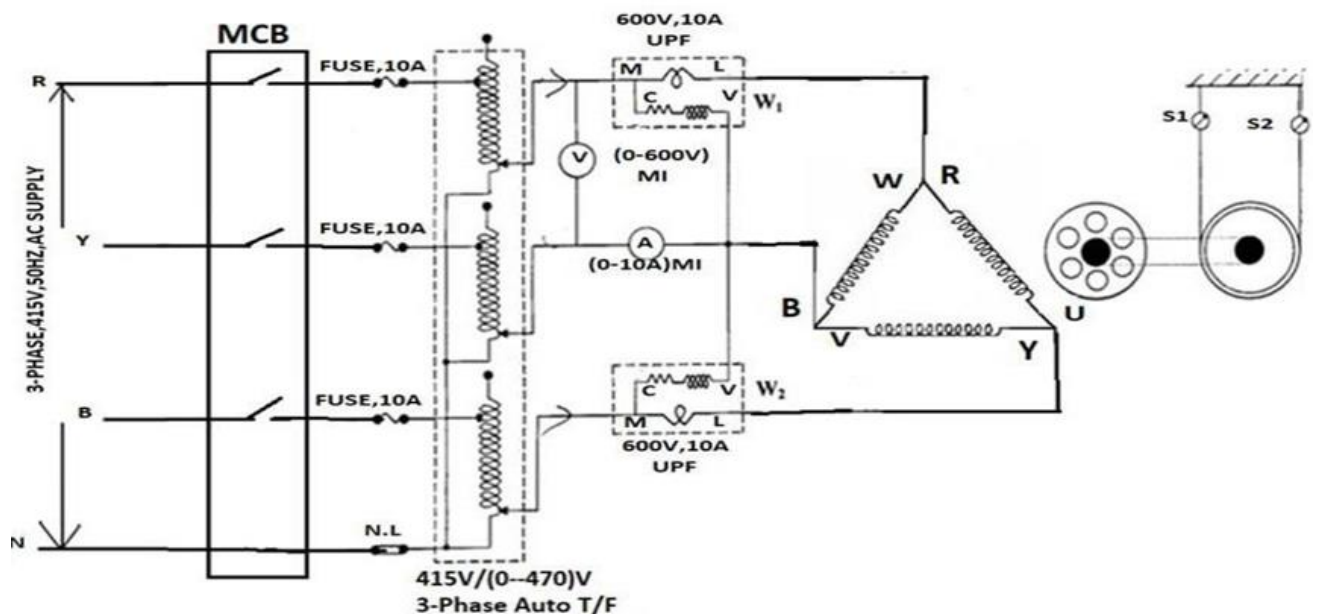 600V,10A
UPF
MCB
FUSE,10A
R
M
L
C
V
W₁
S1
S2
3-PHASE,415V,50HZ,AC SUPPLY
V
(0-600V)
MI
W
R
Y
FUSE,10A
A
(0-10A)MI
B
U
V
Y
B
FUSE,10A
C
V
W₂
M
L
600V,10A
UPF
N
N.L
415V/(0--470)V
3-Phase Auto T/F